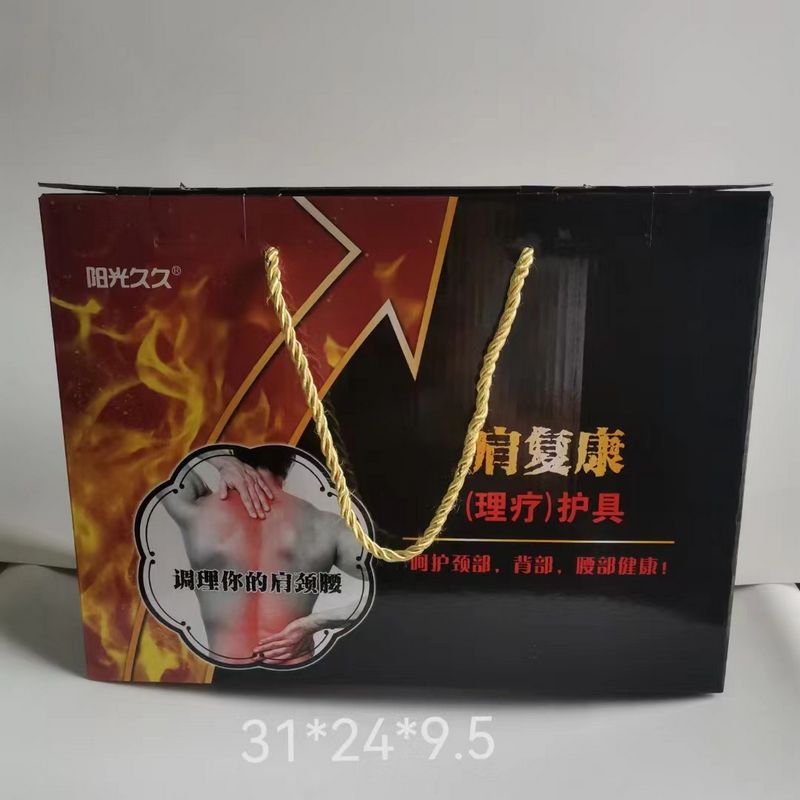 阳光久久®
肩复康
(理疗)护具
呵护颈部,背部,腰部健康!
调理你的肩颈腰
31*24*9.5